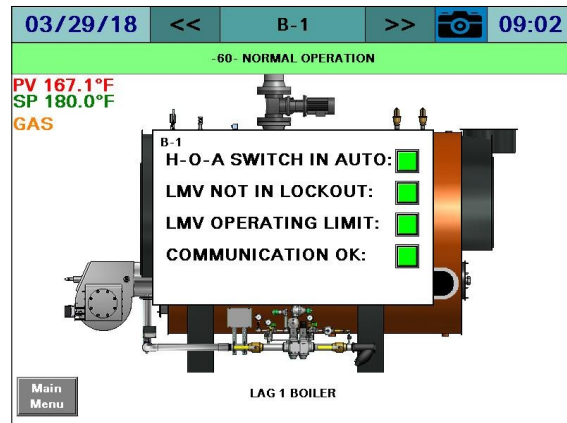 03/29/18 << B-1 >> 09:02
-60- NORMAL OPERATION
PV 167.1°F
SP 180.0°F
GAS
B-1
H-O-A SWITCH IN AUTO:
LMV NOT IN LOCKOUT:
LMV OPERATING LIMIT:
COMMUNICATION OK:
Main
Menu
LAG 1 BOILER